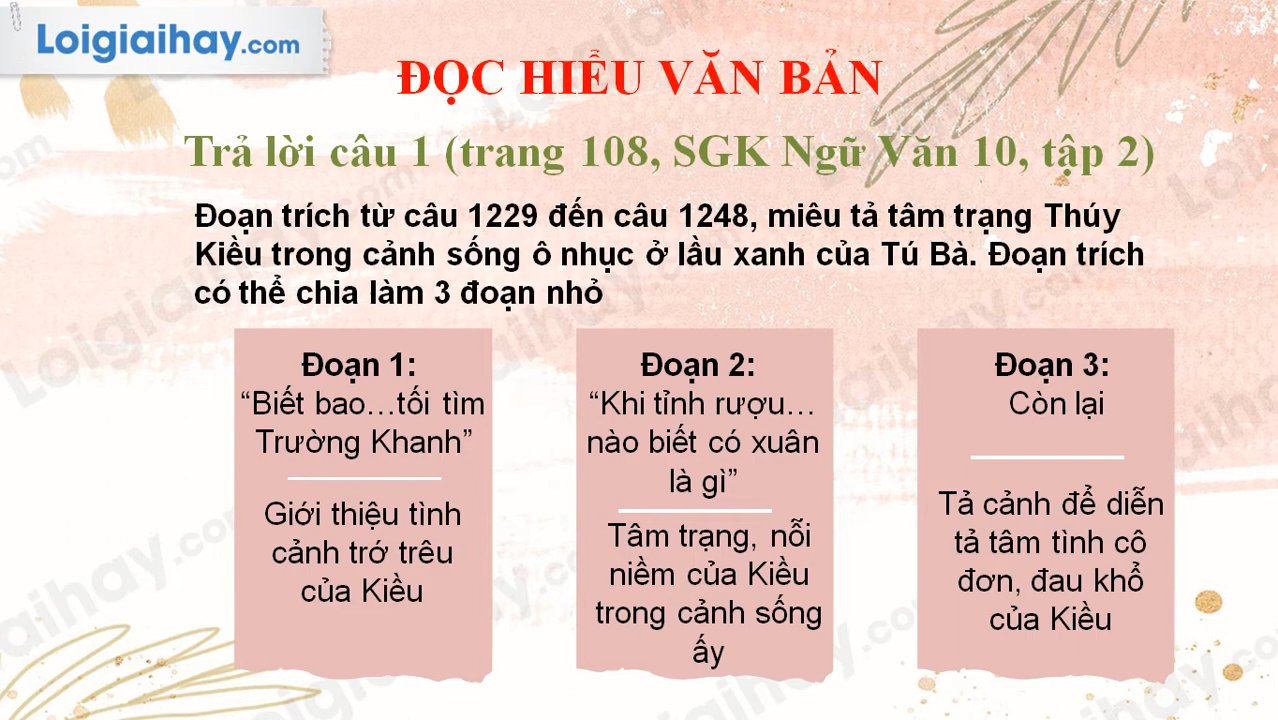 Loigiaihay.com
ĐỌC HIỂU VĂN BẢN
Trả lời câu 1 (trang 108, SGK Ngữ Văn 10, tập 2)
Đoạn trích từ câu 1229 đến câu 1248, miêu tả tâm trạng Thúy
Kiều trong cảnh sống ô nhục ở lầu xanh của Tú Bà. Đoạn trích
có thể chia làm 3 đoạn nhỏ
Đoạn 1:
“Biết bao…tối tìm
Trường Khanh”
Giới thiệu tình
cảnh trớ trêu
của Kiều
Đoạn 2:
“Khi tỉnh rượu…
nào biết có xuân
là gì”
Tâm trạng, nỗi
niềm của Kiều
trong cảnh sống
ấy
Đoạn 3:
Còn lại
Tả cảnh để diễn
tả tâm tình cô
đơn, đau khổ
của Kiều